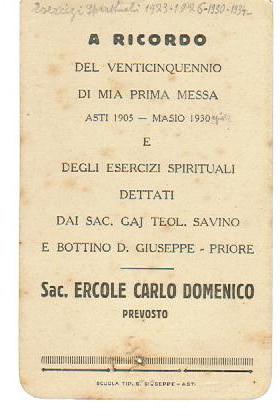 Esercizi Spirituali 1923-1926-1930-1934-
A RICORDO
DEL VENTICINQUENNIO
DI MIA PRIMA MESSA
ASTI 1905 — MASIO 1930
E
DEGLI ESERCIZI SPIRITUALI
DETTATI
DAI SAC. GAJ TEOL. SAVINO
E BOTTINO D. GIUSEPPE - PRIORE
Sac. ERCOLE CARLO DOMENICO
PREVOSTO
SCUOLA TIP. S. GIUSEPPE - ASTI